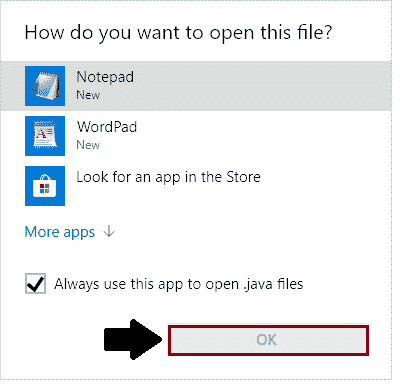 How do you want to open this file?
Notepad
New
WordPad
New
Look for an app in the Store
More apps
Always use this app to open .java files
OK